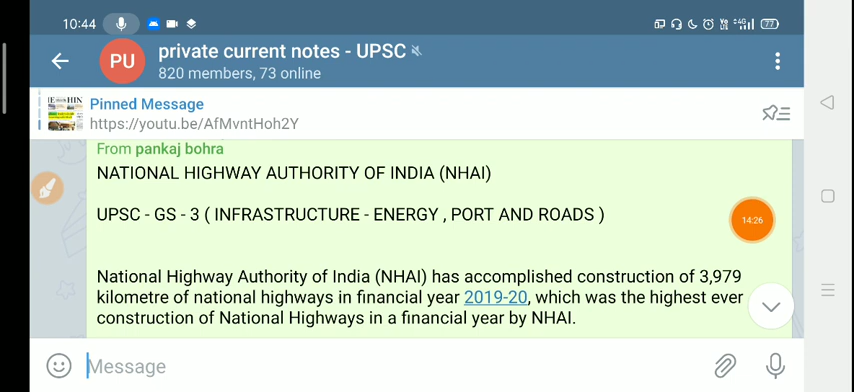 10:44
77
PU
private current notes - UPSC
820 members, 73 online
Pinned Message
https://youtu.be/AfMvntHoh2Y
From pankaj bohra
NATIONAL HIGHWAY AUTHORITY OF INDIA (NHAI)
UPSC - GS - 3 ( INFRASTRUCTURE - ENERGY , PORT AND ROADS )
14:26
National Highway Authority of India (NHAI) has accomplished construction of 3,979
kilometre of national highways in financial year 2019-20, which was the highest ever
construction of National Highways in a financial year by NHAI.
Message